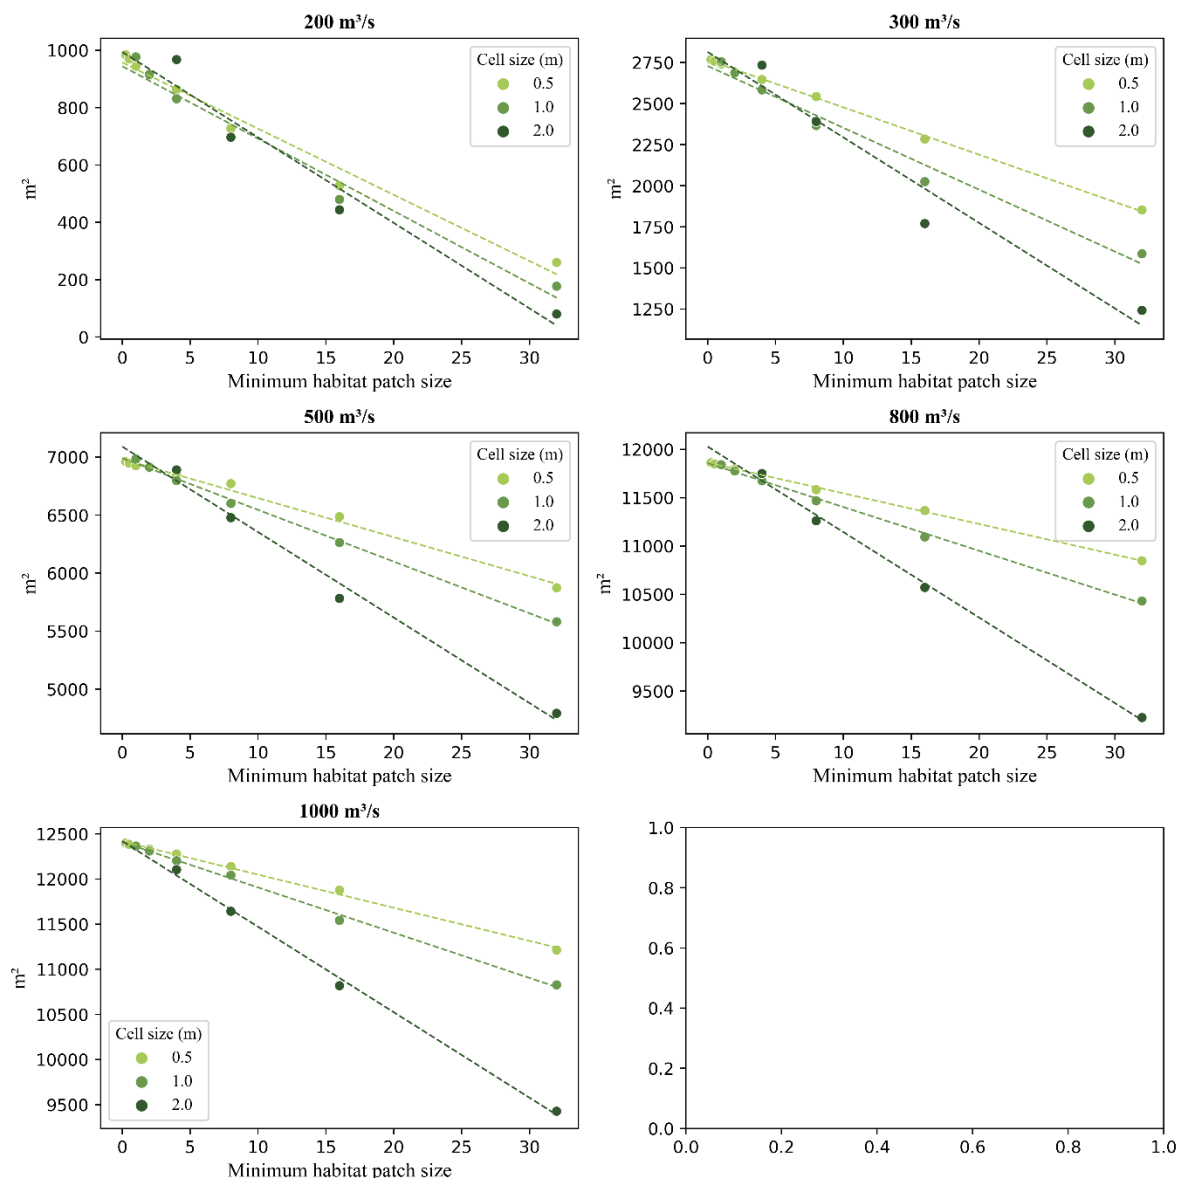 200 m³/s
1000
800
600
400
200
0
m²
0 5 10 15 20 25 30
Minimum habitat patch size
Cell size (m)
0.5
1.0
2.0
300 m³/s
2750
2500
2250
2000
1750
1500
1250
m²
0 5 10 15 20 25 30
Minimum habitat patch size
Cell size (m)
0.5
1.0
2.0
500 m³/s
7000
6500
6000
5500
5000
m²
0 5 10 15 20 25 30
Minimum habitat patch size
Cell size (m)
0.5
1.0
2.0
800 m³/s
12000
11500
11000
10500
10000
9500
m²
0 5 10 15 20 25 30
Minimum habitat patch size
Cell size (m)
0.5
1.0
2.0
1000 m³/s
12500
12000
11500
11000
10500
10000
9500
m²
0 5 10 15 20 25 30
Minimum habitat patch size
Cell size (m)
0.5
1.0
2.0
1.0
0.8
0.6
0.4
0.2
0.0
0.0 0.2 0.4 0.6 0.8 1.0